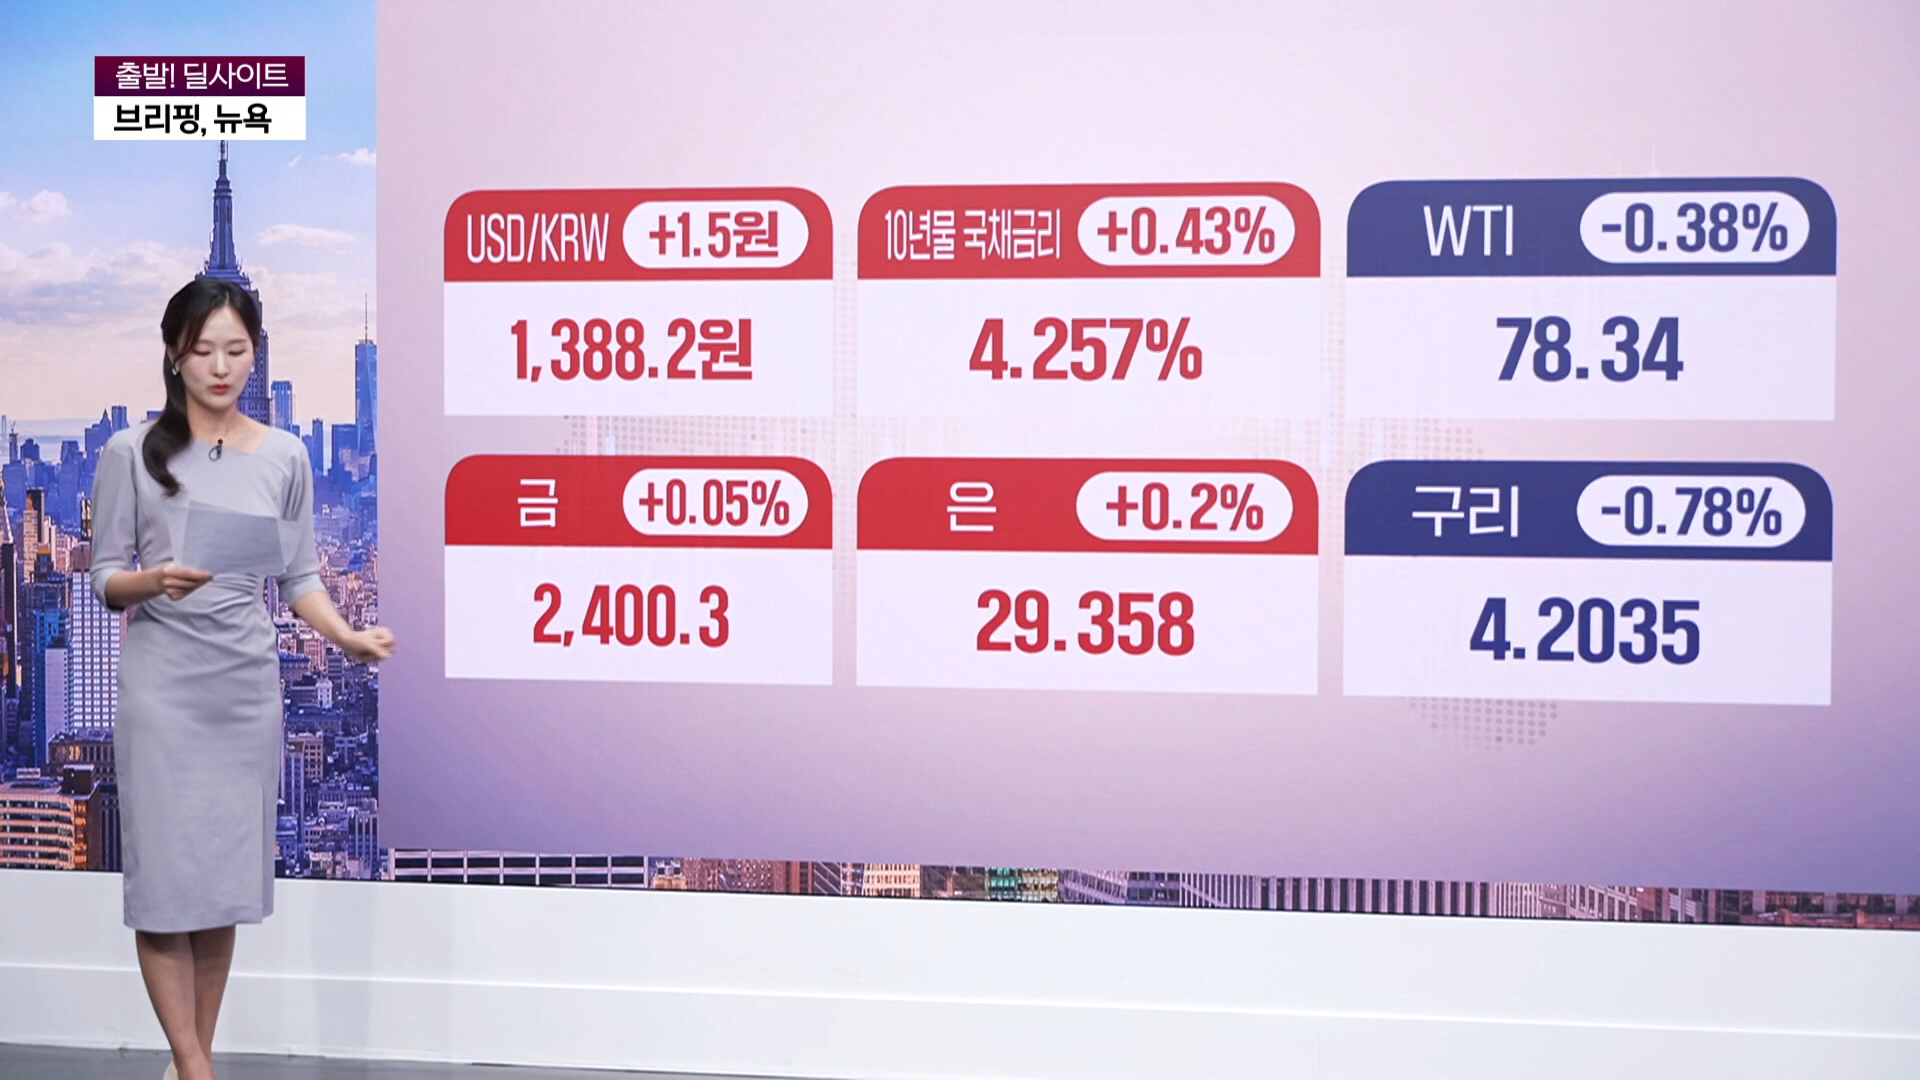 출발! 딜사이트
브리핑, 뉴욕
USD/KRW +1.5원
1,388.2원
10년물 국채금리 +0.43%
4.257%
WTI -0.38%
78.34
금 +0.05%
2,400.3
은 +0.2%
29.358
구리 -0.78%
4.2035